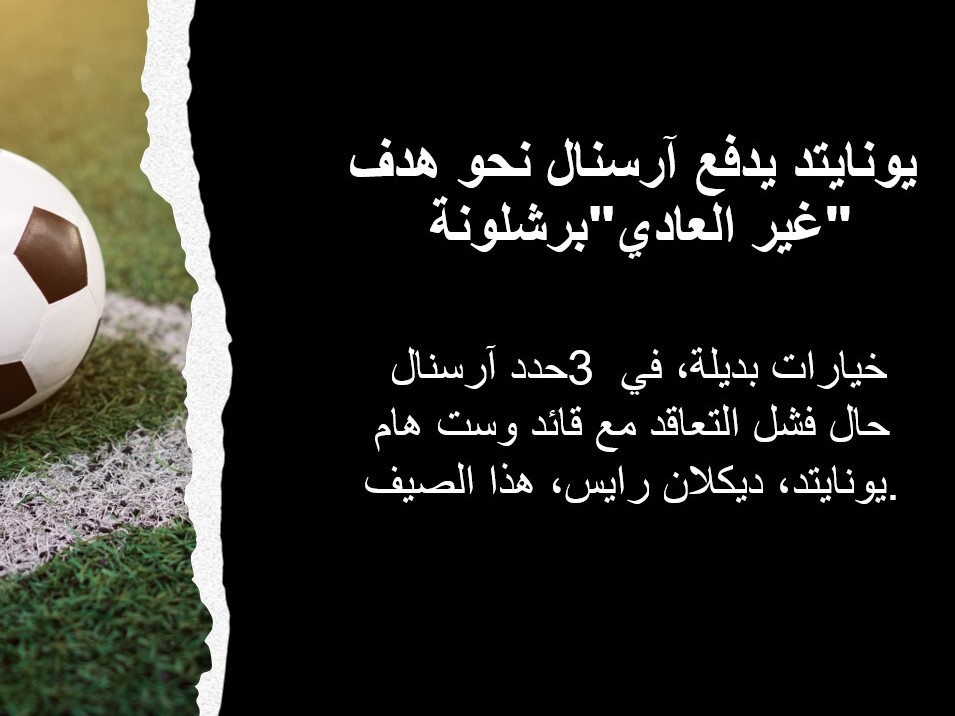 يونايتد يدفع آرسنال نحو هدف
"غير العادي"برشلونة
خيارات بديلة، في 3حدد آرسنال
حال فشل التعاقد مع قائد وست هام
.يونايتد، ديكلان رايس، هذا الصيف